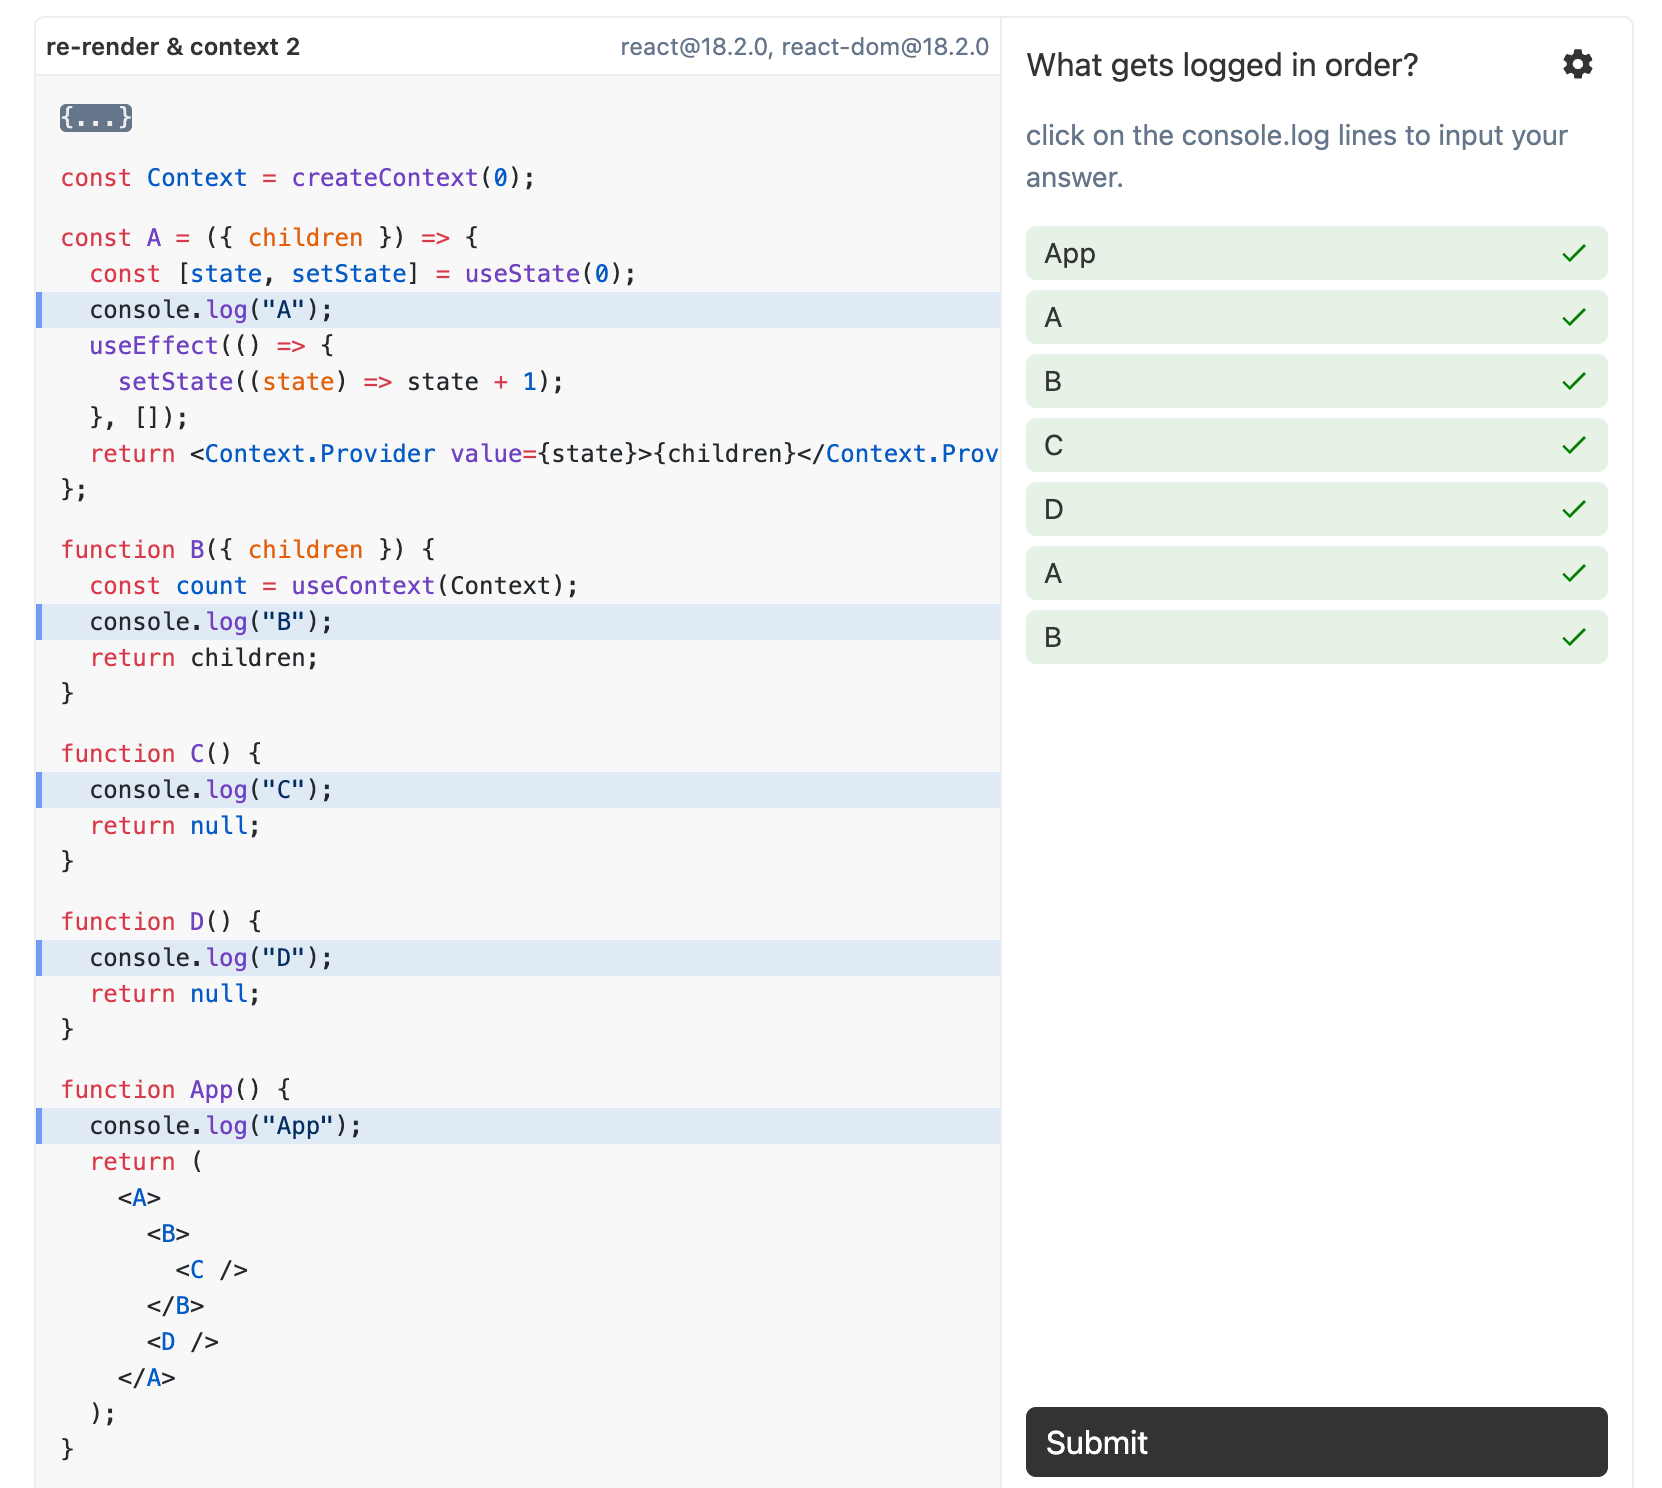 re-render & context 2
react@18.2.0, react-dom@18.2.0
{...}
const Context = createContext(0);
const A = ({ children }) => {
  const [state, setState] = useState(0);
  console.log("A");
  useEffect(() => {
    setState((state) => state + 1);
  }, []);
  return <Context.Provider value={state}>{children}</Context.Prov
};
function B({ children }) {
  const count = useContext(Context);
  console.log("B");
  return children;
}
function C() {
  console.log("C");
  return null;
}
function D() {
  console.log("D");
  return null;
}
function App() {
  console.log("App");
  return (
    <A>
      <B>
        <C />
      </B>
      <D />
    </A>
  );
}
What gets logged in order?
click on the console.log lines to input your
answer.
App
A
B
C
D
A
B
Submit